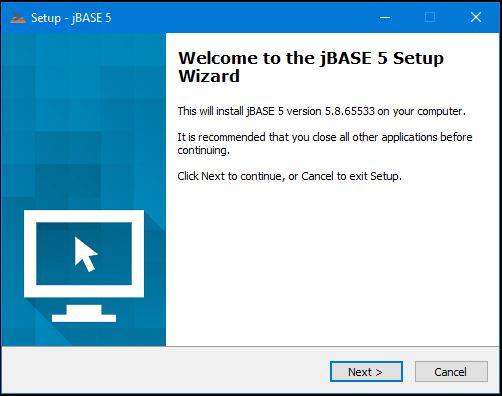 Setup - jBASE 5
Welcome to the jBASE 5 Setup
Wizard
This will install jBASE 5 version 5.8.65533 on your computer.
It is recommended that you close all other applications before
continuing.
Click Next to continue, or Cancel to exit Setup.
Next >
Cancel